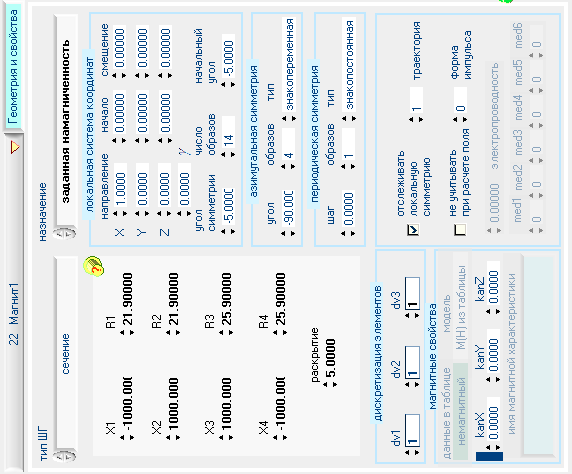 22 Магнит1
Геометрия и свойства
тип ШГ
назначение
сечение
заданная намагниченность
X1 R1
-1000.000 21.90000
X2 R2
1000.000 21.90000
X3 R3
1000.000 25.90000
X4 R4
-1000.000 25.90000
раскрытие
5.0000
локальная система координат
направление начало смещение
X 1.0000 0.00000 0.00000
Y 0.0000 0.00000 0.00000
Z 0.0000 0.00000 0.00000
0.0000 γ
угол симметрии число образов начальный угол
-5.0000 14 -5.0000
азимутальная симметрия
угол образов тип
-90.000 4 знакопеременная
периодическая симметрия
шаг образов тип
0.0000 1 знакопостоянная
дискретизация элементов
dv1 dv2 dv3
1 1 1
магнитные свойства
данные в таблице модель
немагнитный M(H) из таблицы
kanX kanY kanZ
0.0000 0.0000 0.0000
имя магнитной характеристики
отслеживать
локальную
симметрию
1 траектория
не учитывать
при расчете поля
0 форма
импульса
0.00000 электропроводность
med1 med2 med3 med4 med5 med6
0 0 0 0 0 0